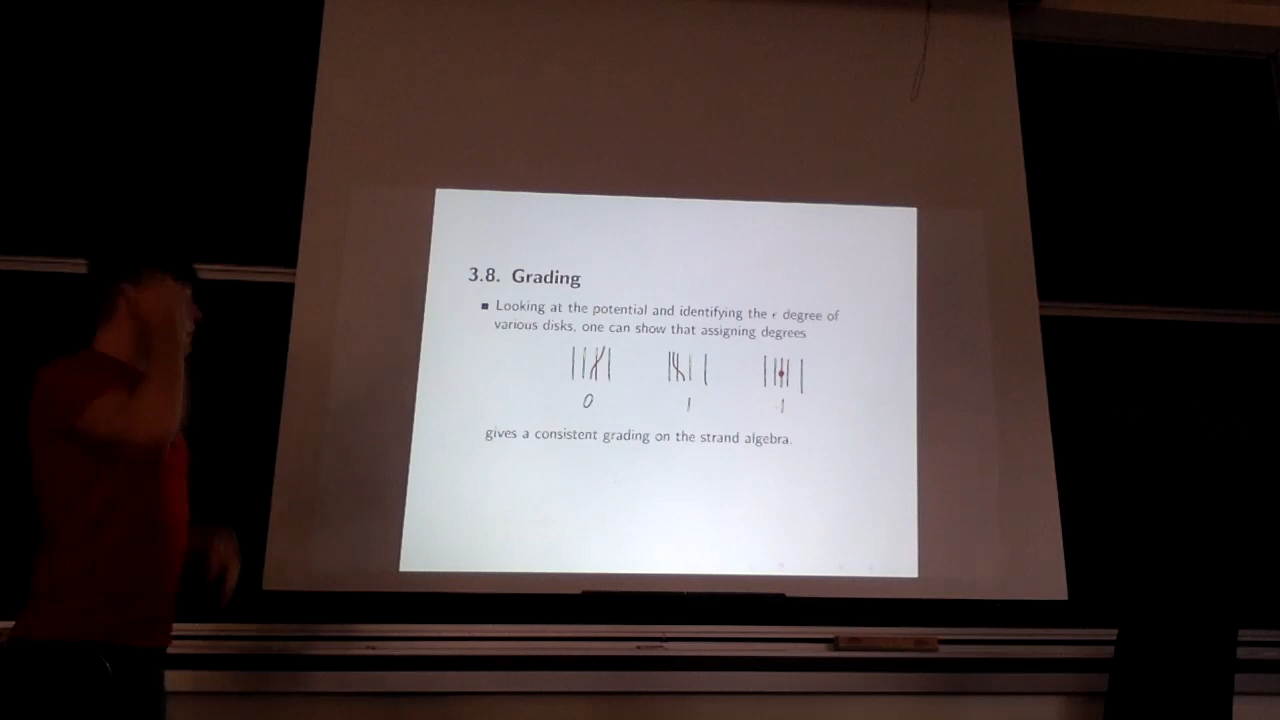 3.8. Grading
■ Looking at the potential and identifying the r degree of
various disks, one can show that assigning degrees
0 1 1
gives a consistent grading on the strand algebra.